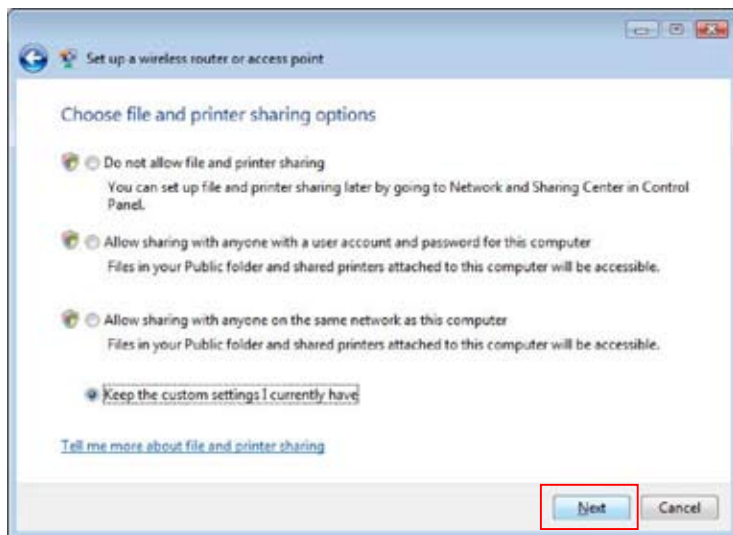 Set up a wireless router or access point
Choose file and printer sharing options
Do not allow file and printer sharing
You can set up file and printer sharing later by going to Network and Sharing Center in Control
Panel.
Allow sharing with anyone with a user account and password for this computer
Files in your Public folder and shared printers attached to this computer will be accessible.
Allow sharing with anyone on the same network as this computer
Files in your Public folder and shared printers attached to this computer will be accessible.
Keep the custom settings I currently have
Tell me more about file and printer sharing
Next Cancel